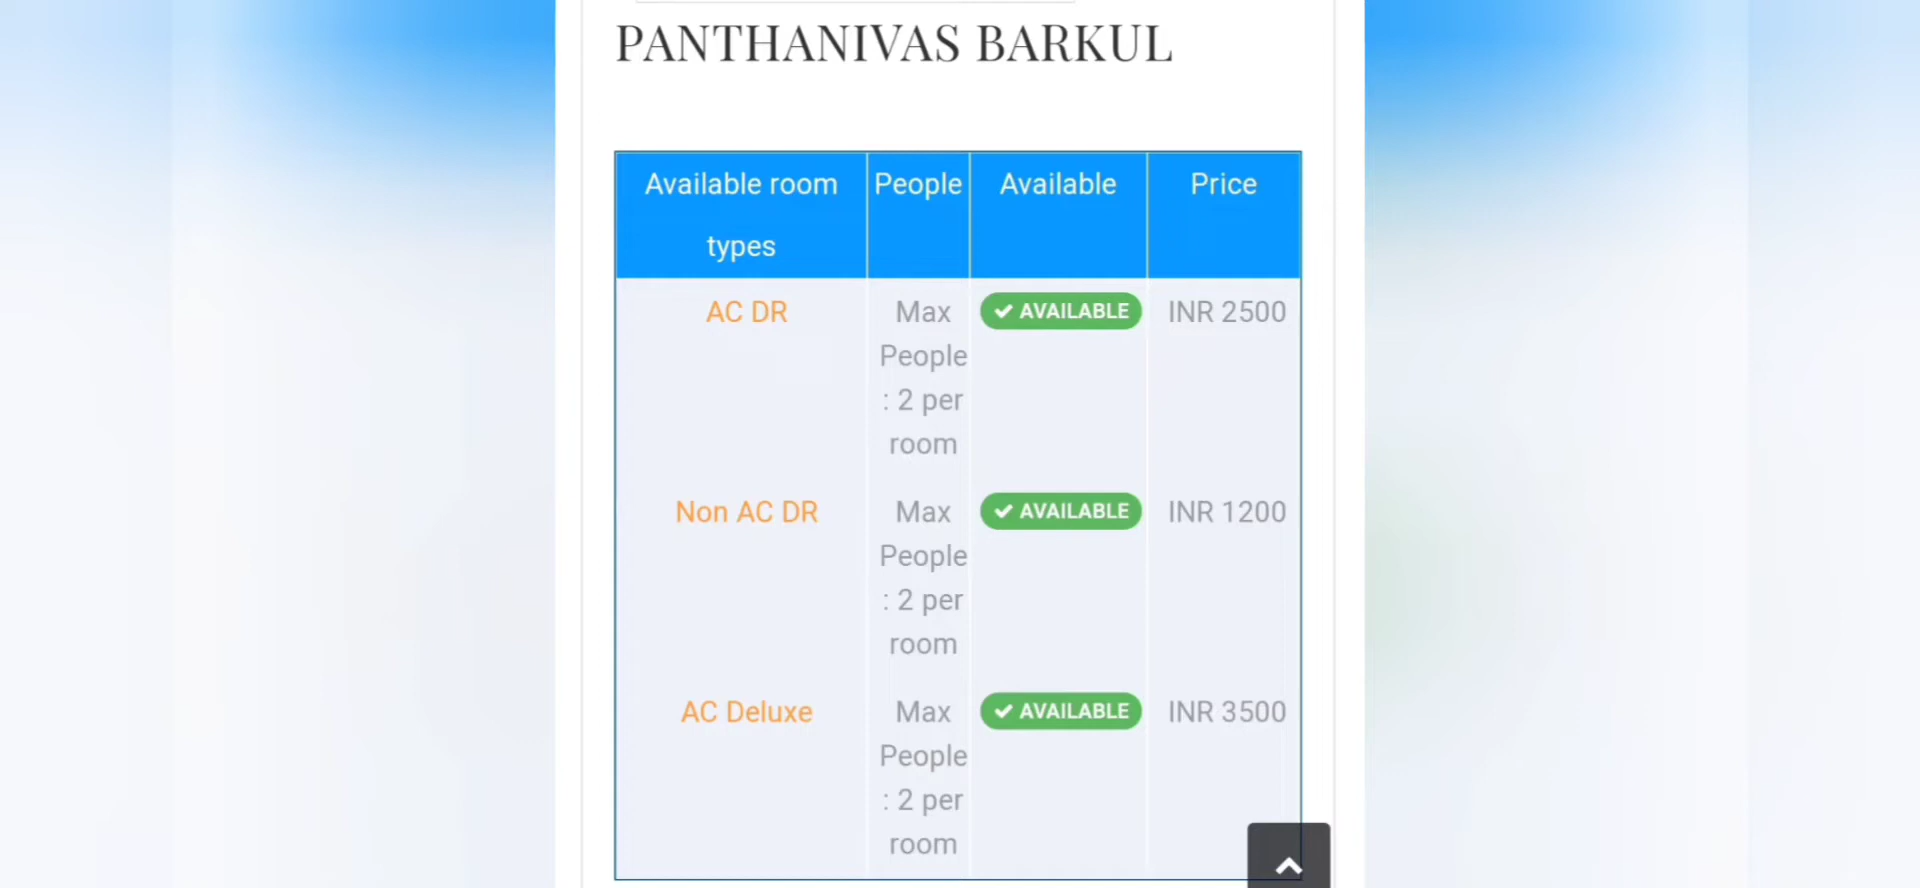 PANTHANIVAS BARKUL
Available room types People Available Price
AC DR Max People : 2 per room AVAILABLE INR 2500
Non AC DR Max People : 2 per room AVAILABLE INR 1200
AC Deluxe Max People : 2 per room AVAILABLE INR 3500